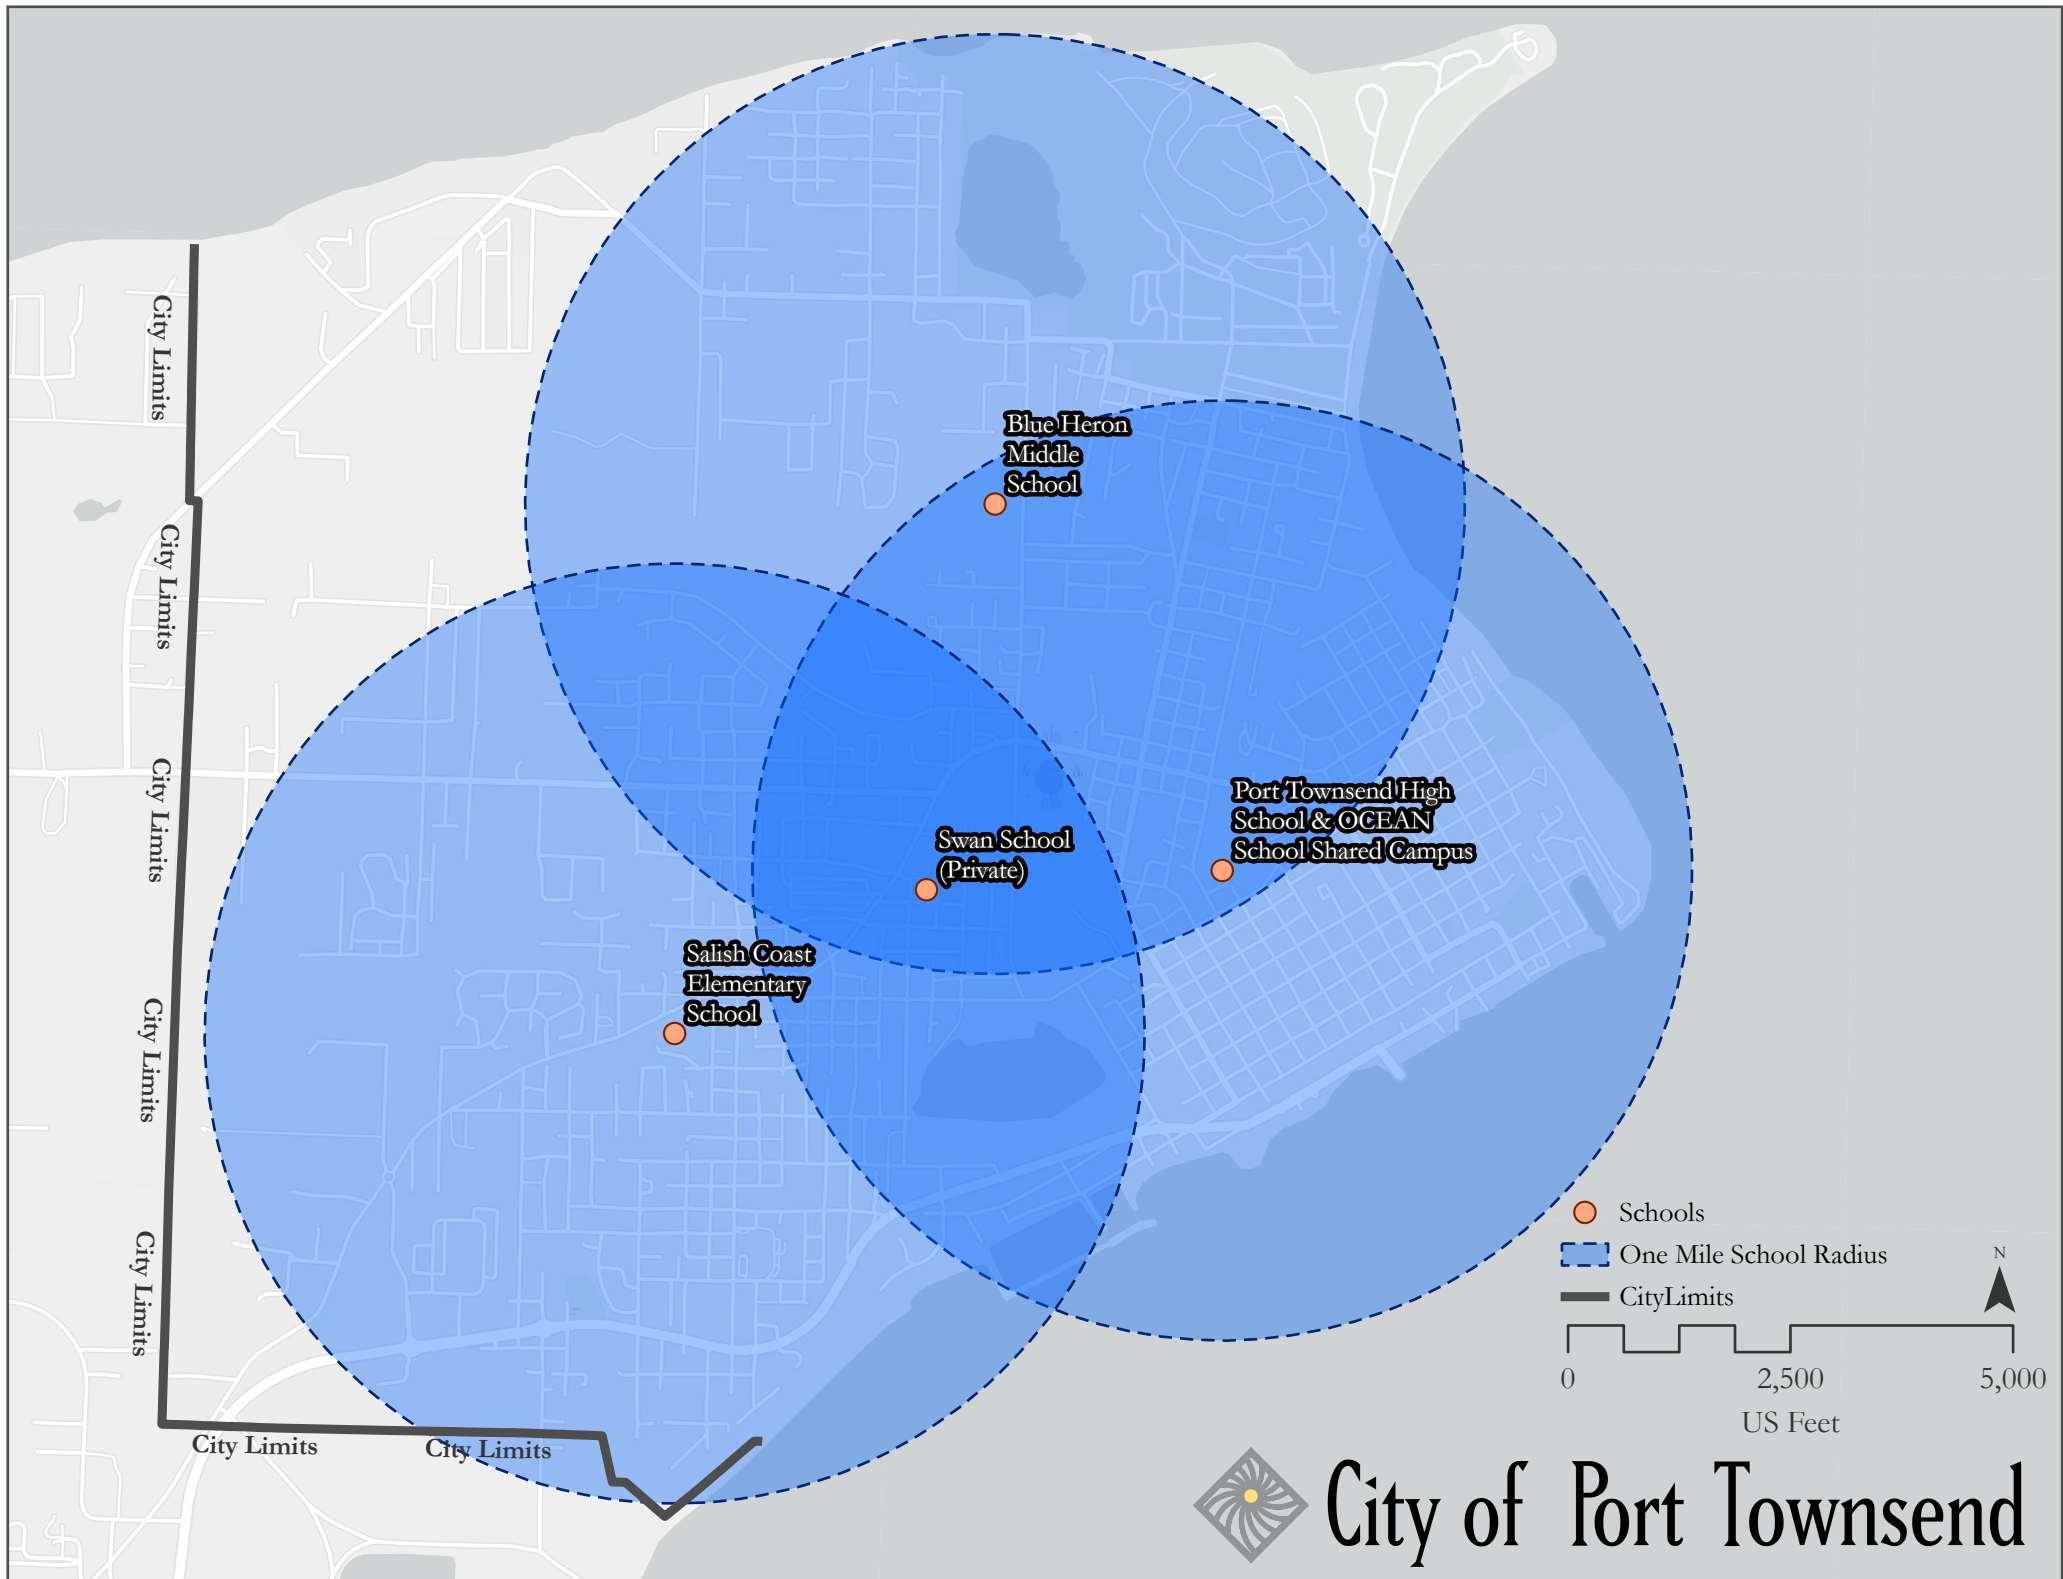 City Limits
Blue Heron
Middle
School
City Limits
City Limits
Port Townsend High
School & OCEAN
School Shared Campus
Swan School
(Private)
Salish Coast
Elementary
School
City Limits
City Limits
City Limits
City Limits
Schools
One Mile School Radius
CityLimits
N
0 2,500 5,000
US Feet
City of Port Townsend